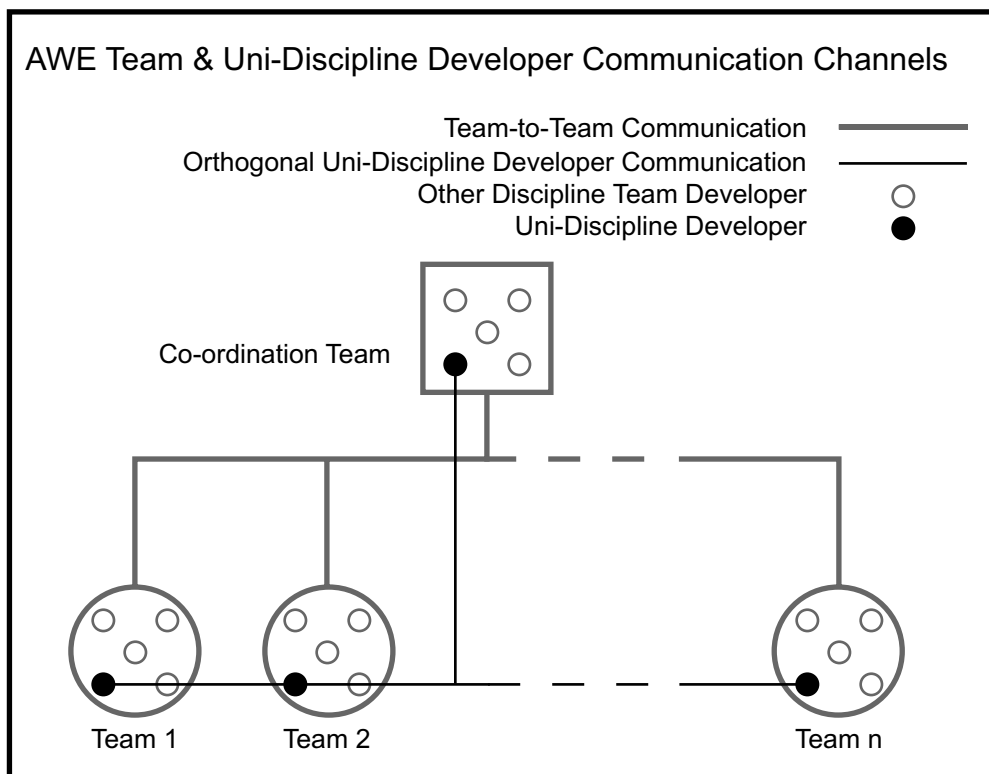 AWE Team & Uni-Discipline Developer Communication Channels
Team-to-Team Communication
Orthogonal Uni-Discipline Developer Communication
Other Discipline Team Developer
Uni-Discipline Developer
Co-ordination Team
Team 1
Team 2
Team n